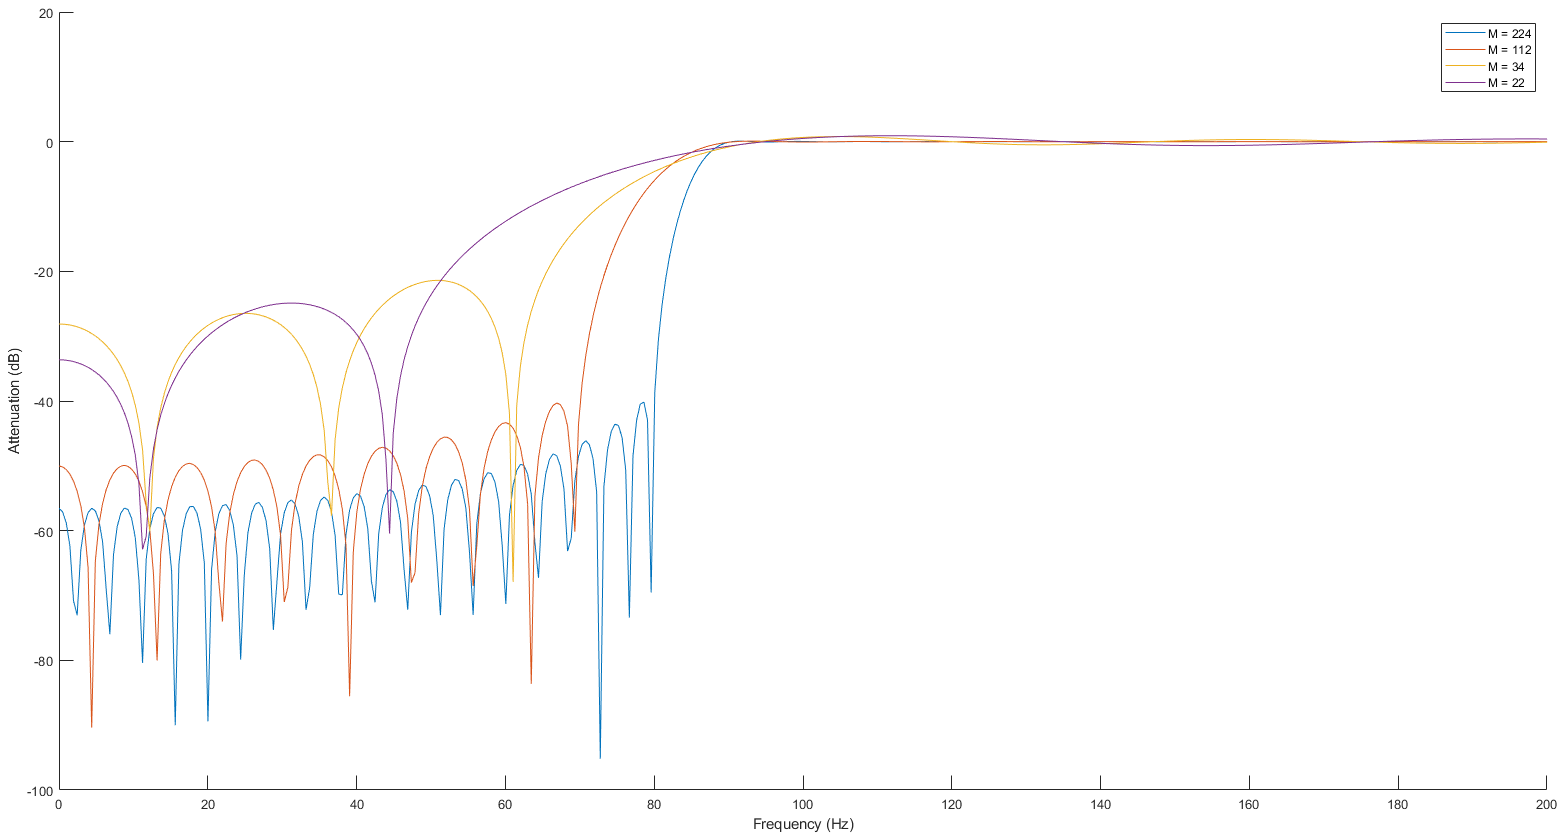 20
0
-20
-40
-60
-80
-100
Attenuation (dB)
M = 224
M = 112
M = 34
M = 22
0 20 40 60 80 100 120 140 160 180 200
Frequency (Hz)